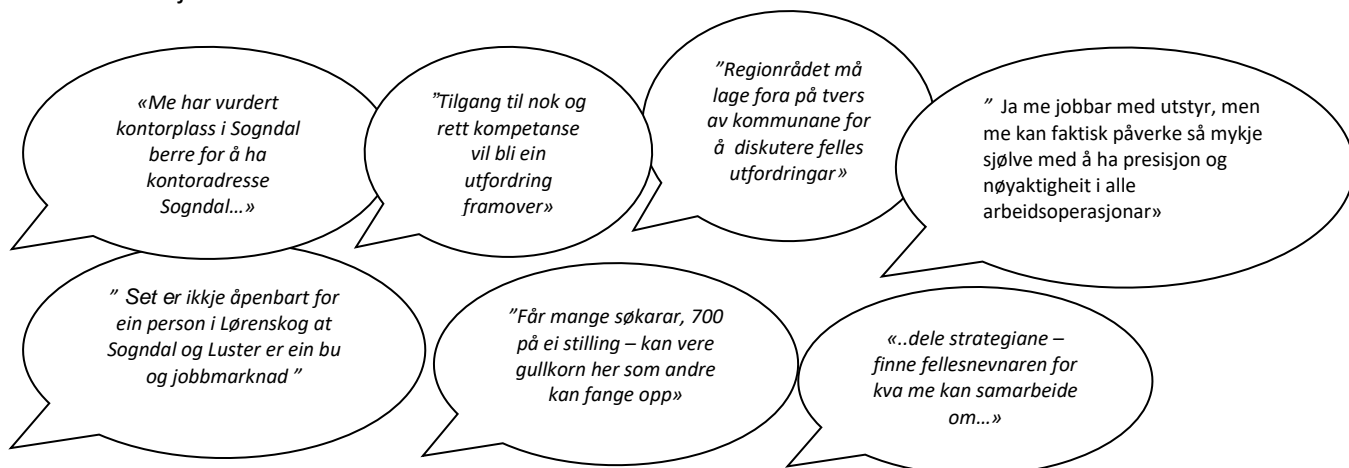 «Me har vurdert
kontorplass i Sogndal
berre for å ha
kontoradresse
Sogndal…»
”Tilgang til nok og
rett kompetanse
vil bli ein
utfordring
framover»
”Regionrådet må
lage fora på tvers
av kommunane for
å diskutere felles
utfordringar»
” Ja me jobbar med utstyr, men
me kan faktisk påverke så mykje
sjølve med å ha presisjon og
nøyaktigheit i alle
arbeidsoperasjonar»
” Set er ikkje åpenbart for
ein person i Lørenskog at
Sogndal og Luster er ein bu
og jobbmarknad ”
”Får mange søkarar, 700
på ei stilling – kan vere
gullkorn her som andre
kan fange opp»
«..dele strategiane –
finne fellesnevnaren for
kva me kan samarbeide
om…»